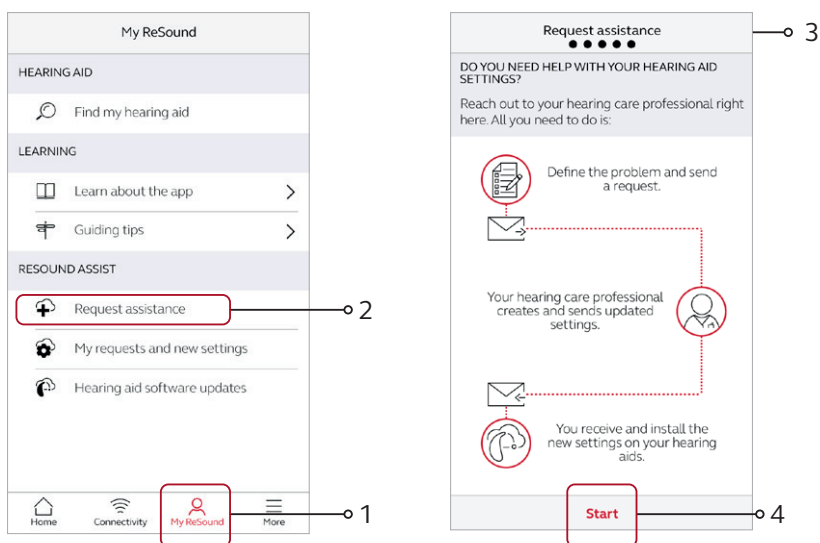 My ReSound
HEARING AID
Find my hearing aid
LEARNING
Learn about the app
Guiding tips
RESOUND ASSIST
Request assistance
2
My requests and new settings
Hearing aid software updates
Home
Connectivity
My ReSound
More
1
Request assistance
3
DO YOU NEED HELP WITH YOUR HEARING AID
SETTINGS?
Reach out to your hearing care professional right
here. All you need to do is:
Define the problem and send
a request.
Your hearing care professional
creates and sends updated
settings.
You receive and install the
new settings on your hearing
aids.
Start
4